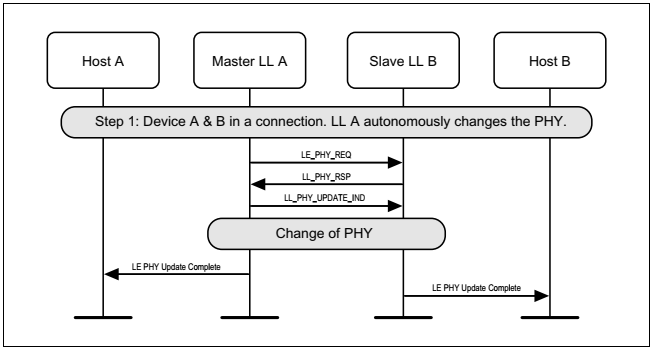 Host A
Master LL A
Slave LL B
Host B
Step 1: Device A & B in a connection. LL A autonomously changes the PHY.
LE_PHY_REQ
LL_PHY_RSP
LL_PHY_UPDATE_IND
Change of PHY
LE PHY Update Complete
LE PHY Update Complete